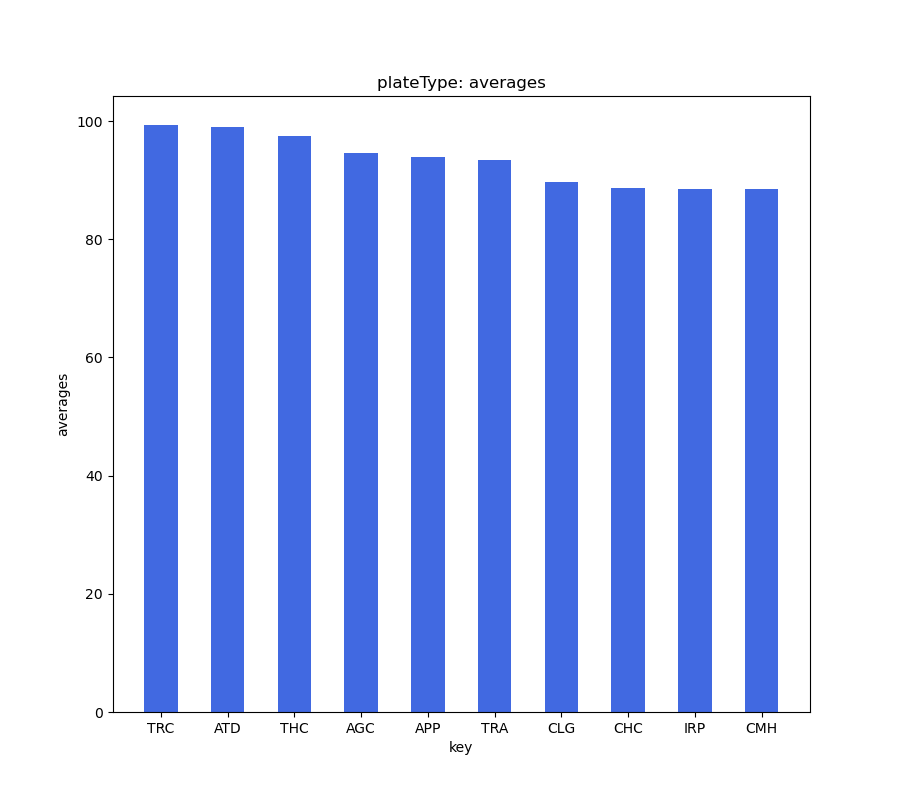 plateType: averages
100
80
60
40
20
0
averages
TRC ATD THC AGC APP TRA CLG CHC IRP CMH
key